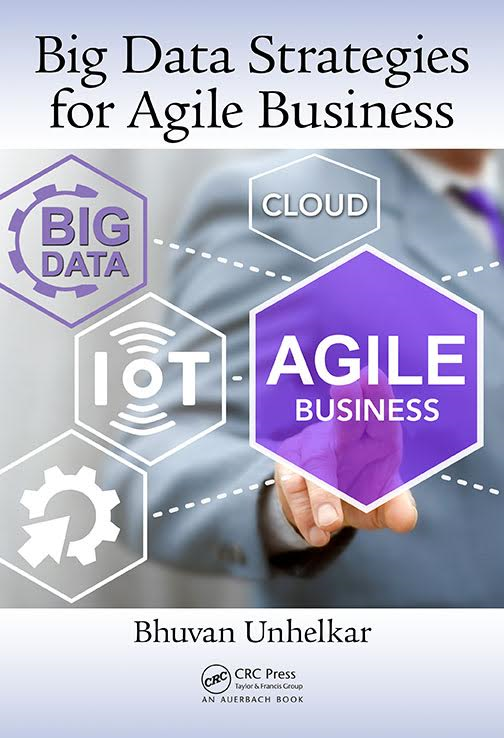 Big Data Strategies
for Agile Business
CLOUD
BIG
DATA
IoT
AGILE
BUSINESS
Bhuvan Unhelkar
CRC
CRC Press
Taylor & Francis Group
AN AUERBACH BOOK